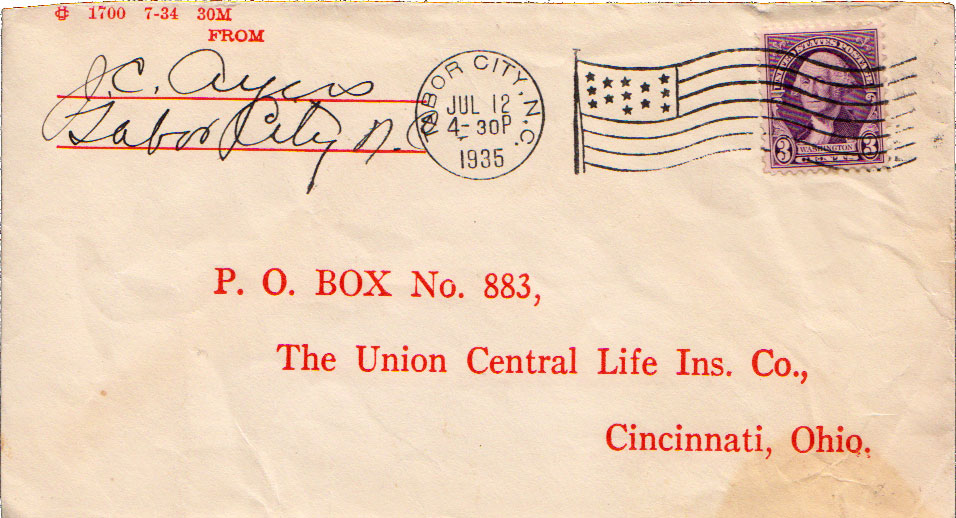 1700 7-34 30M
FROM
J. C. Ayers
Tabor City, N. C.
TABOR CITY, N.C.
JUL 12
4-30P
1935
UNITED STATES POSTAGE
3 WASHINGTON 3
P. O. BOX No. 883,
The Union Central Life Ins. Co.,
Cincinnati, Ohio.